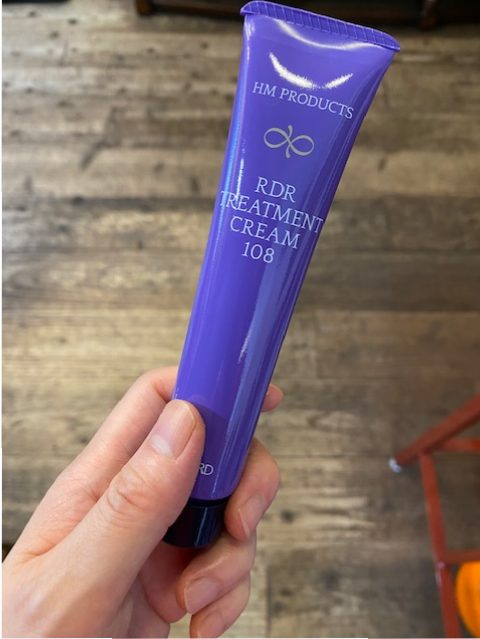 HM PRODUCTS
RDR
TREATMENT
CREAM
108